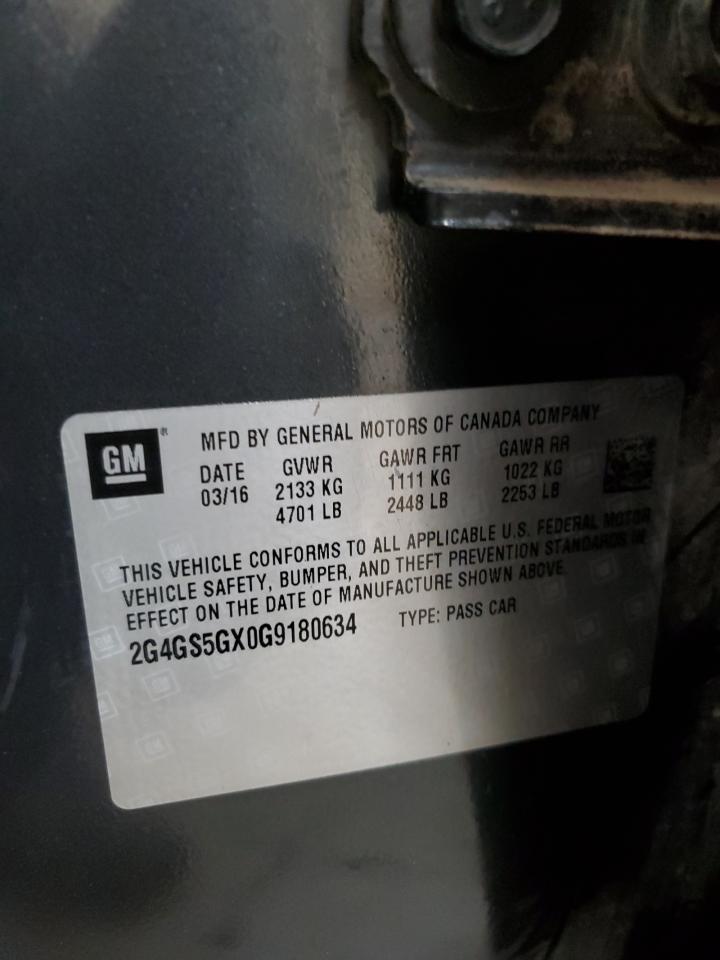 GM ®
MFD BY GENERAL MOTORS OF CANADA COMPANY
DATE GVWR GAWR FRT GAWR RR
03/16 2133 KG 1111 KG 1022 KG
4701 LB 2448 LB 2253 LB
THIS VEHICLE CONFORMS TO ALL APPLICABLE U.S. FEDERAL MOTOR
VEHICLE SAFETY, BUMPER, AND THEFT PREVENTION STANDARDS IN
EFFECT ON THE DATE OF MANUFACTURE SHOWN ABOVE.
2G4GS5GX0G9180634 TYPE: PASS CAR